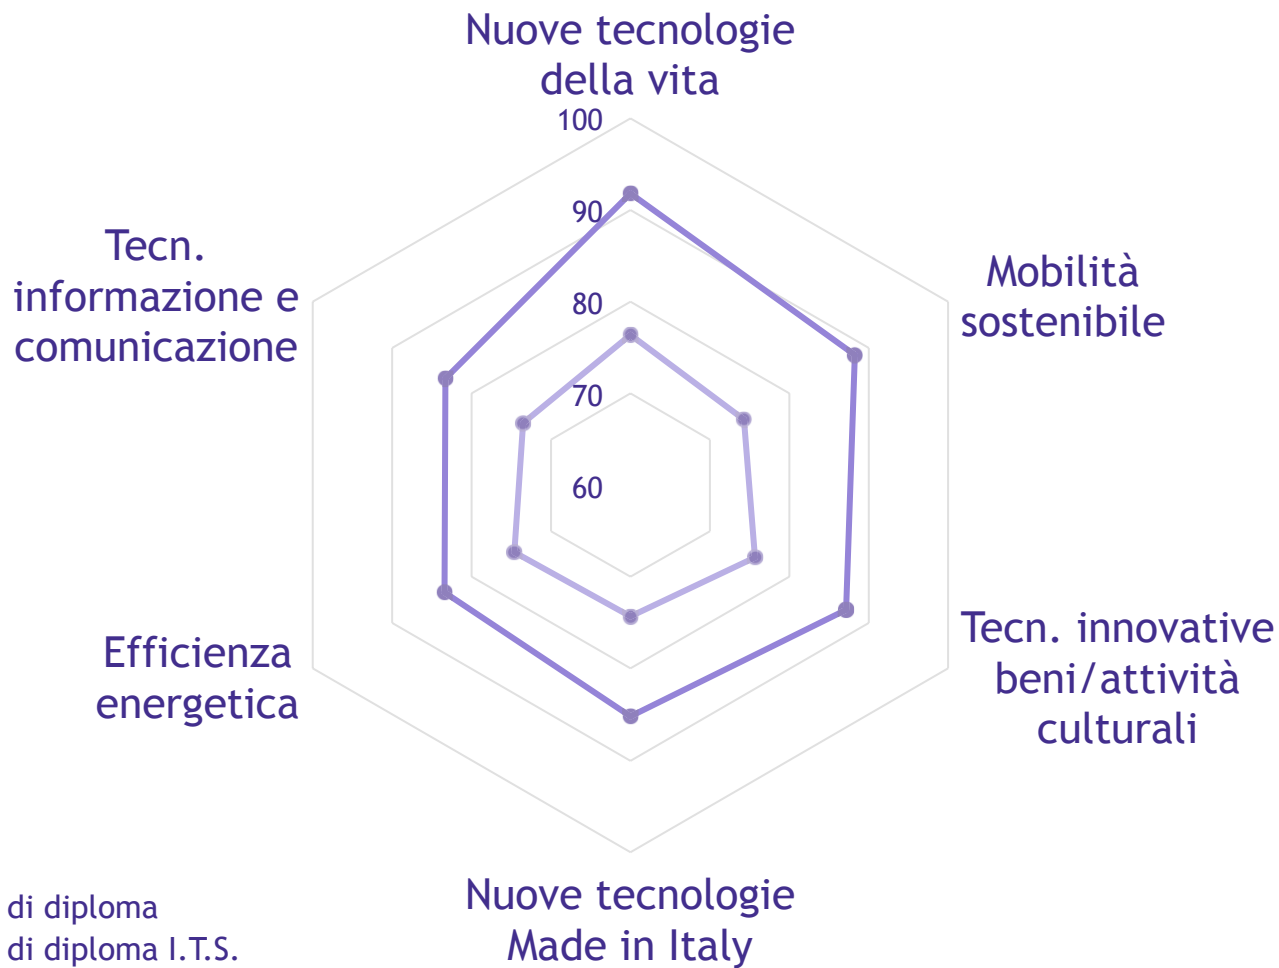 Nuove tecnologie
della vita
100
90
80
70
60
Tecn.
informazione e
comunicazione
Mobilità
sostenibile
Efficienza
energetica
Tecn. innovative
beni/attività
culturali
Nuove tecnologie
Made in Italy
di diploma
di diploma I.T.S.